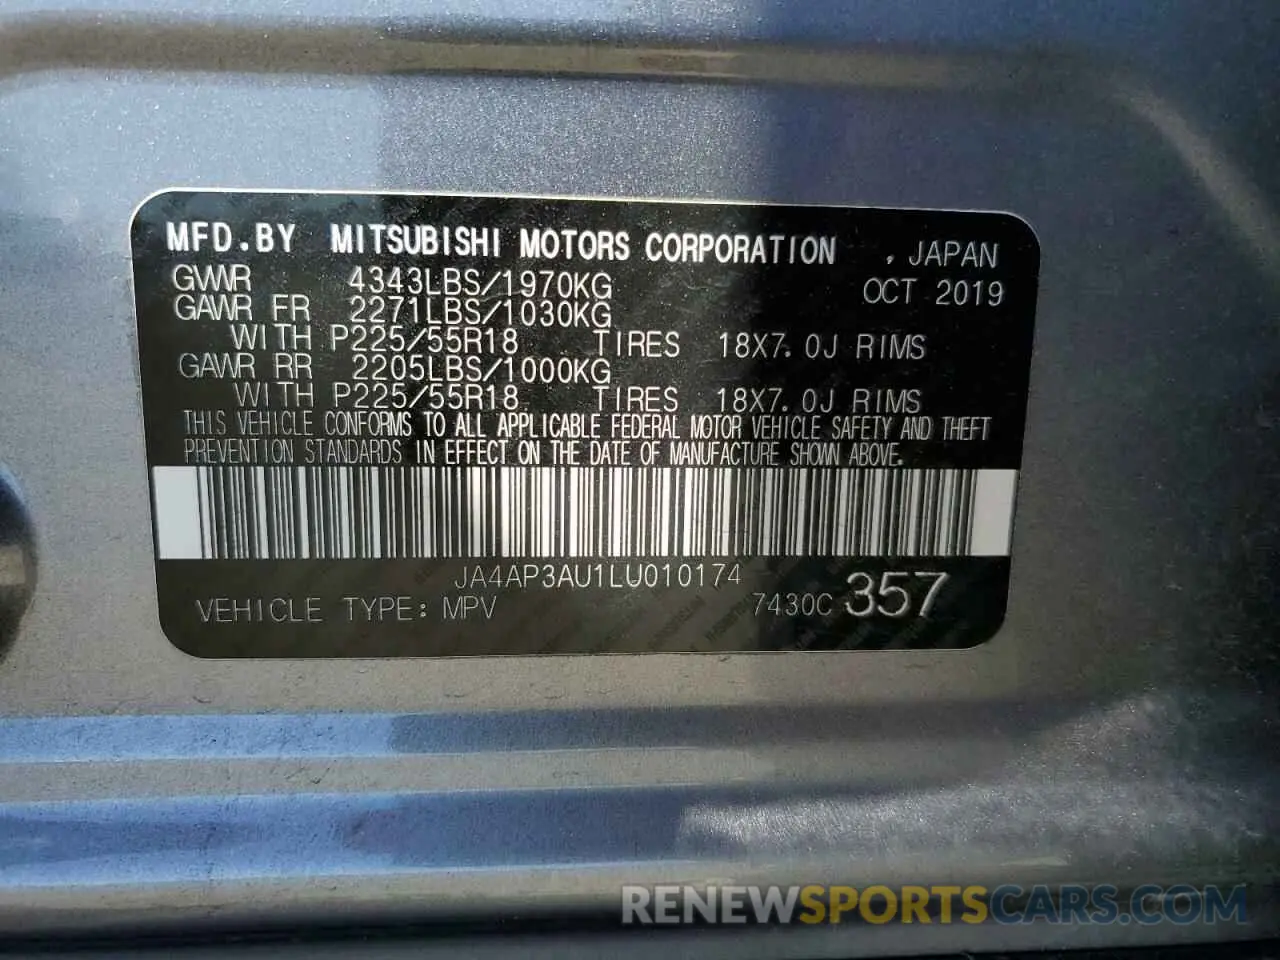 MFD.BY MITSUBISHI MOTORS CORPORATION , JAPAN
GVWR 4343LBS/1970KG OCT 2019
GAWR FR 2271LBS/1030KG
WITH P225/55R18 TIRES 18X7.0J RIMS
GAWR RR 2205LBS/1000KG
WITH P225/55R18 TIRES 18X7.0J RIMS
THIS VEHICLE CONFORMS TO ALL APPLICABLE FEDERAL MOTOR VEHICLE SAFETY AND THEFT
PREVENTION STANDARDS IN EFFECT ON THE DATE OF MANUFACTURE SHOWN ABOVE.
JA4AP3AU1LU010174
VEHICLE TYPE: MPV 7430C 357
RENEWSPORTSCARS.COM